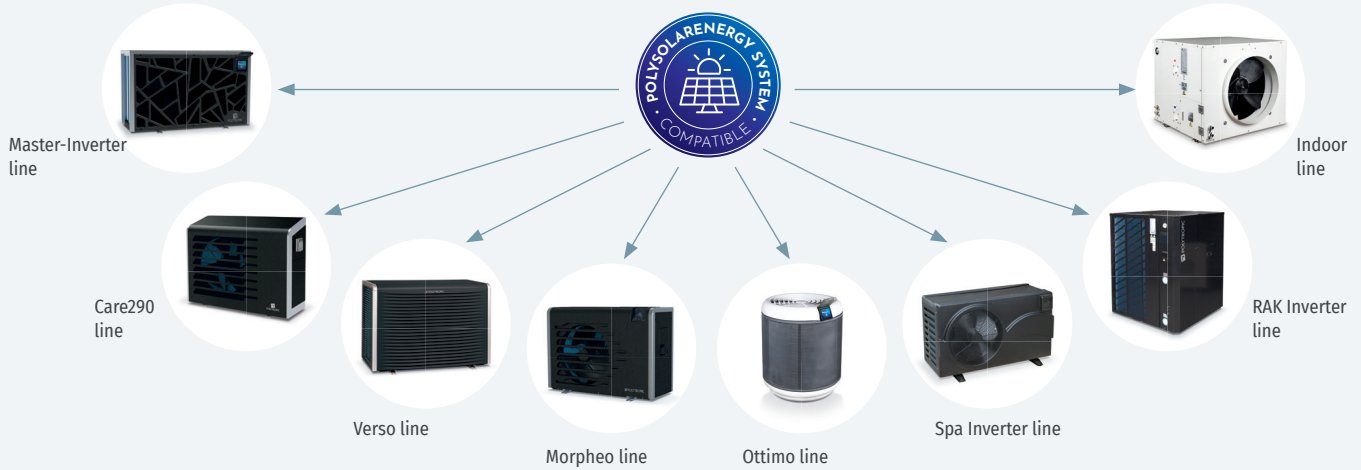 POLYSOLARENERGY SYSTEM
COMPATIBLE
Master-Inverter
line
Indoor
line
Care290
line
RAK Inverter
line
Verso line
Spa Inverter line
Morpheo line
Ottimo line